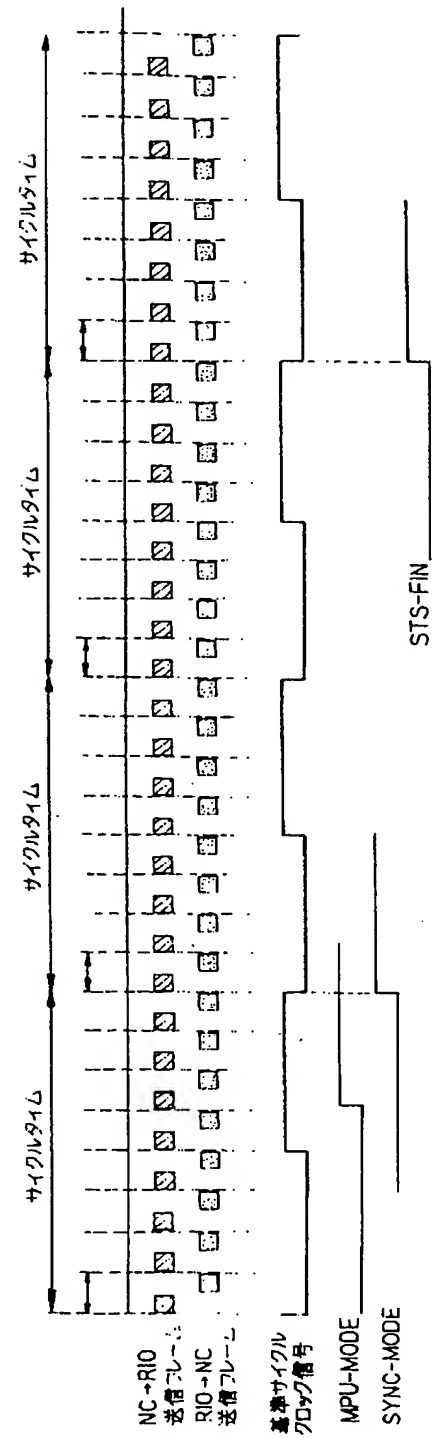 サイクルタイム
サイクルタイム
サイクルタイム
サイクルタイム
NC→RIO
送信フレーム
RIO→NC
送信フレーム
基準サイクル
クロック信号
MPU-MODE
SYNC-MODE
STS-FIN